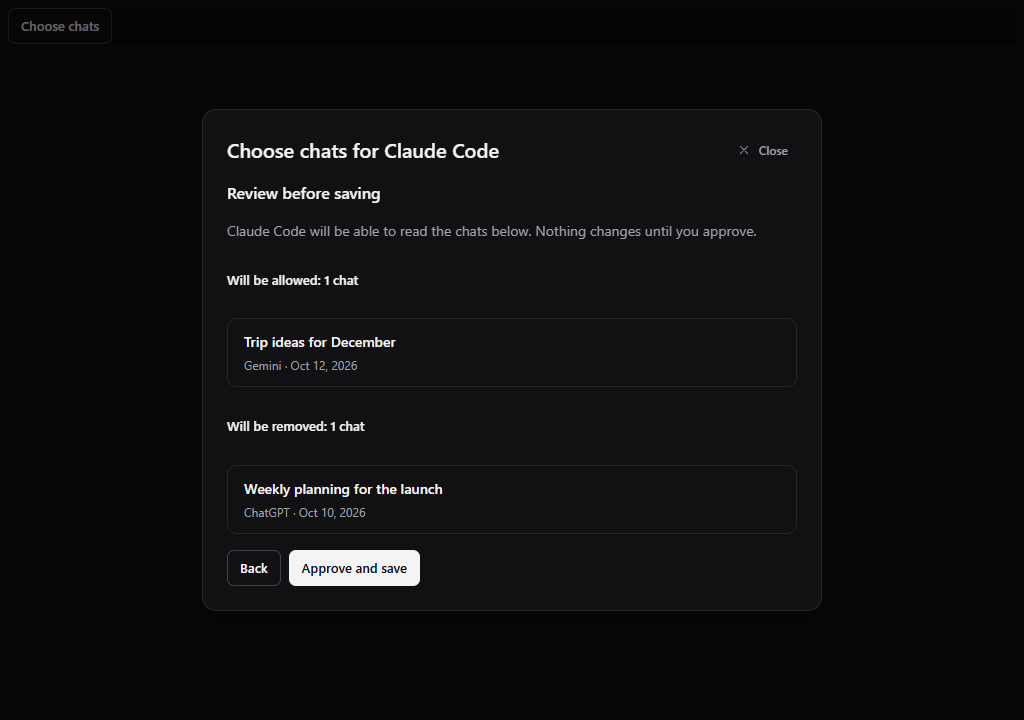 Choose chats
Choose chats for Claude Code
Close
Review before saving
Claude Code will be able to read the chats below. Nothing changes until you approve.
Will be allowed: 1 chat
Trip ideas for December
Gemini · Oct 12, 2026
Will be removed: 1 chat
Weekly planning for the launch
ChatGPT · Oct 10, 2026
Back
Approve and save